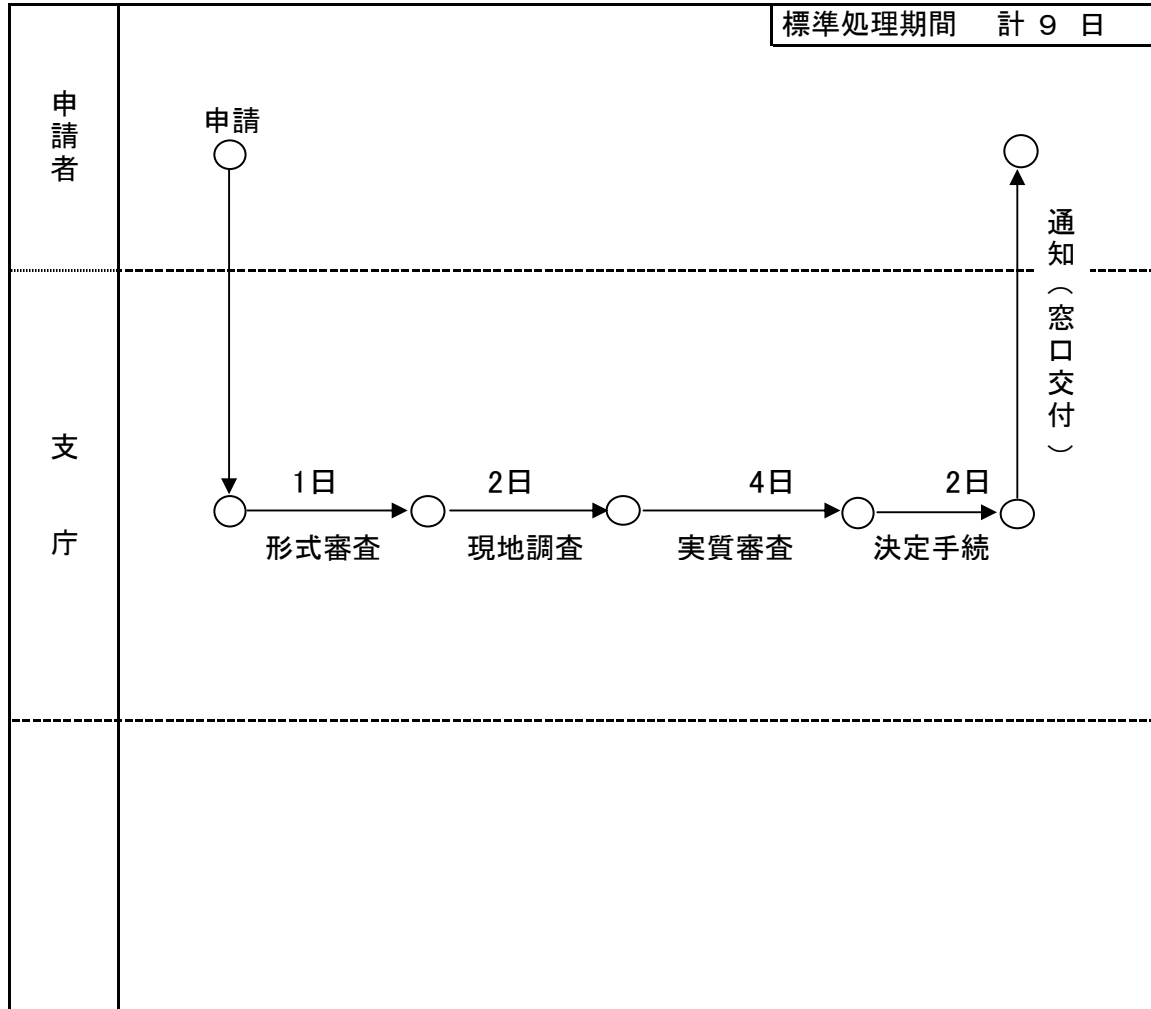 標準処理期間 計 9 日
申請者
申請
通知(窓口交付)
支庁
1日
2日
4日
2日
形式審査
現地調査
実質審査
決定手続